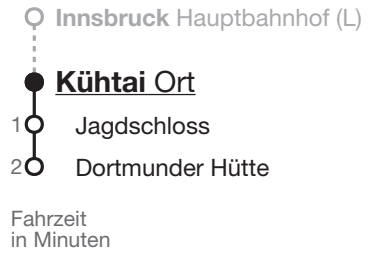 Innsbruck Hauptbahnhof (L)
Kühtai Ort
1 Jagdschloss
2 Dortmunder Hütte
Fahrzeit
in Minuten